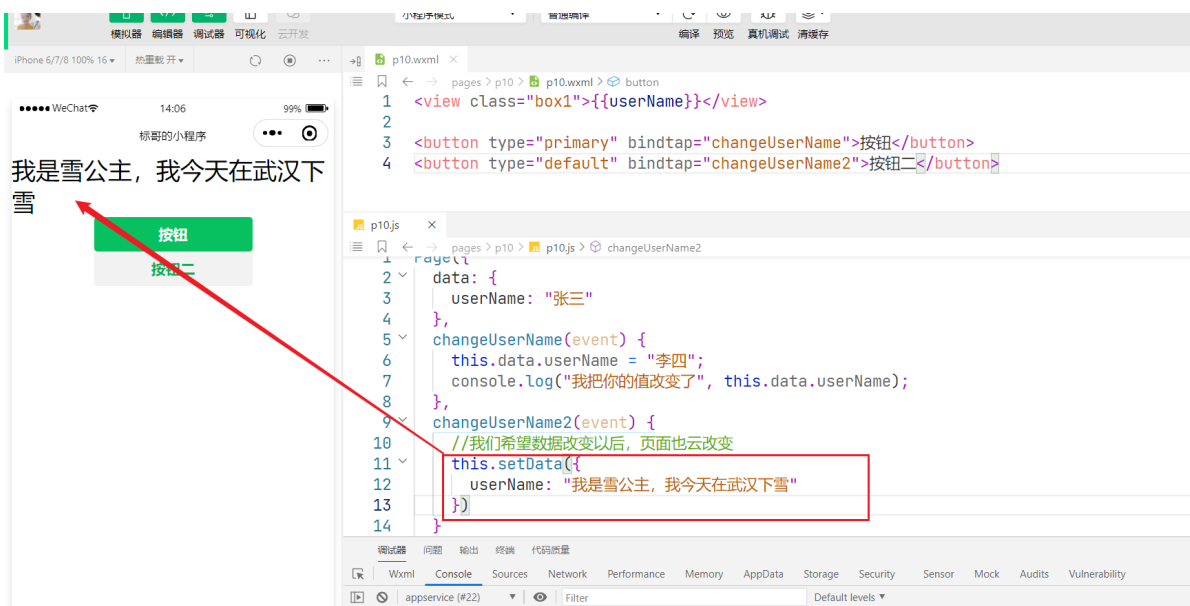 小程序模式 普通编译
模拟器 编辑器 调试器 可视化 云开发 编译 预览 真机调试 清缓存
iPhone 6/7/8 100% 16 热重载 开
p10.wxml
pages > p10 > p10.wxml > button
1 <view class="box1">{{userName}}</view>
2
3 <button type="primary" bindtap="changeUserName">按钮</button>
4 <button type="default" bindtap="changeUserName2">按钮二</button>
WeChat 14:06 99%
标哥的小程序
我是雪公主，我今天在武汉下
雪
按钮
按钮二
p10.js
pages > p10 > p10.js > changeUserName2
1 Page({
2 data: {
3 userName: "张三"
4 },
5 changeUserName(event) {
6 this.data.userName = "李四";
7 console.log("我把你的值改变了", this.data.userName);
8 },
9 changeUserName2(event) {
10 //我们希望数据改变以后，页面也云改变
11 this.setData({
12 userName: "我是雪公主，我今天在武汉下雪"
13 })
14 }
调试器 问题 输出 终端 代码质量
Wxml Console Sources Network Performance Memory AppData Storage Security Sensor Mock Audits Vulnerability
appservice (#22) Filter Default levels